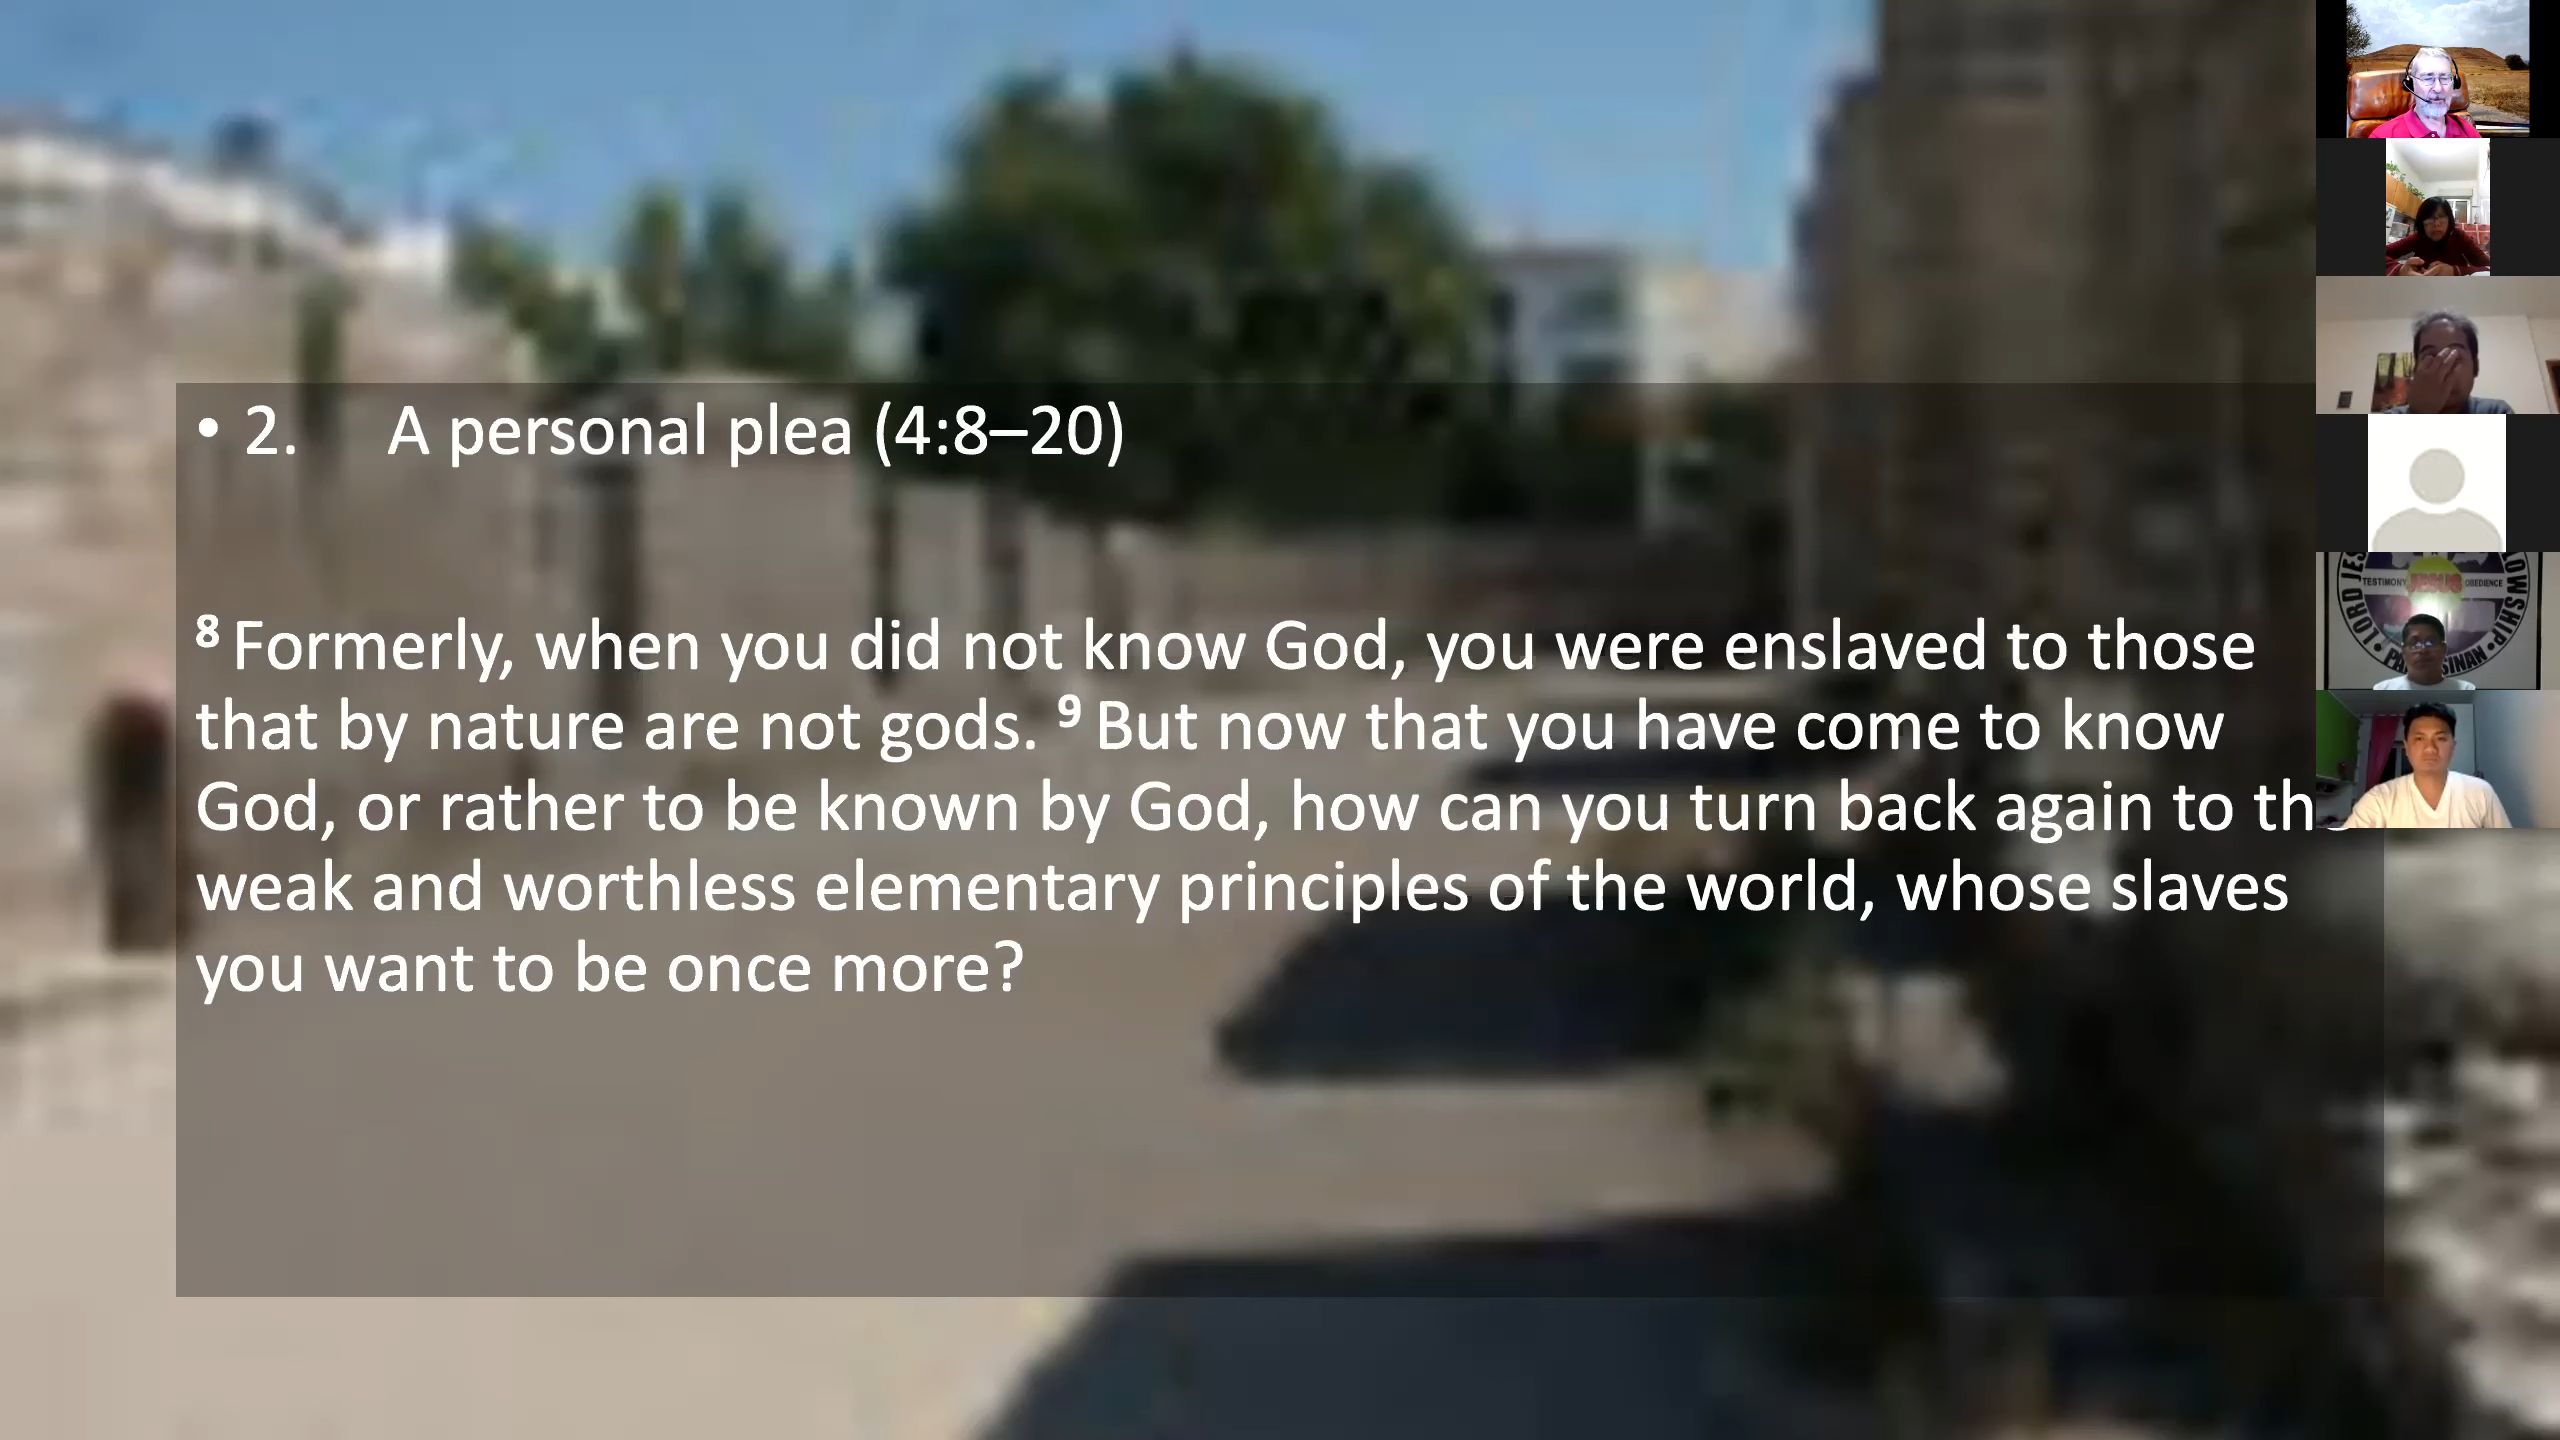 • 2. A personal plea (4:8–20)
8 Formerly, when you did not know God, you were enslaved to those
that by nature are not gods. 9 But now that you have come to know
God, or rather to be known by God, how can you turn back again to
weak and worthless elementary principles of the world, whose slaves
you want to be once more?
LORD
TESTIMONY JESUS OBEDIENCE